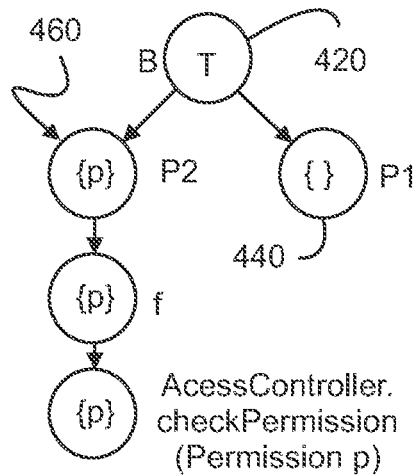 460
B
T
420
{p}
P2
{ }
P1
440
{p}
f
{p}
AcessController.
checkPermission
(Permission p)